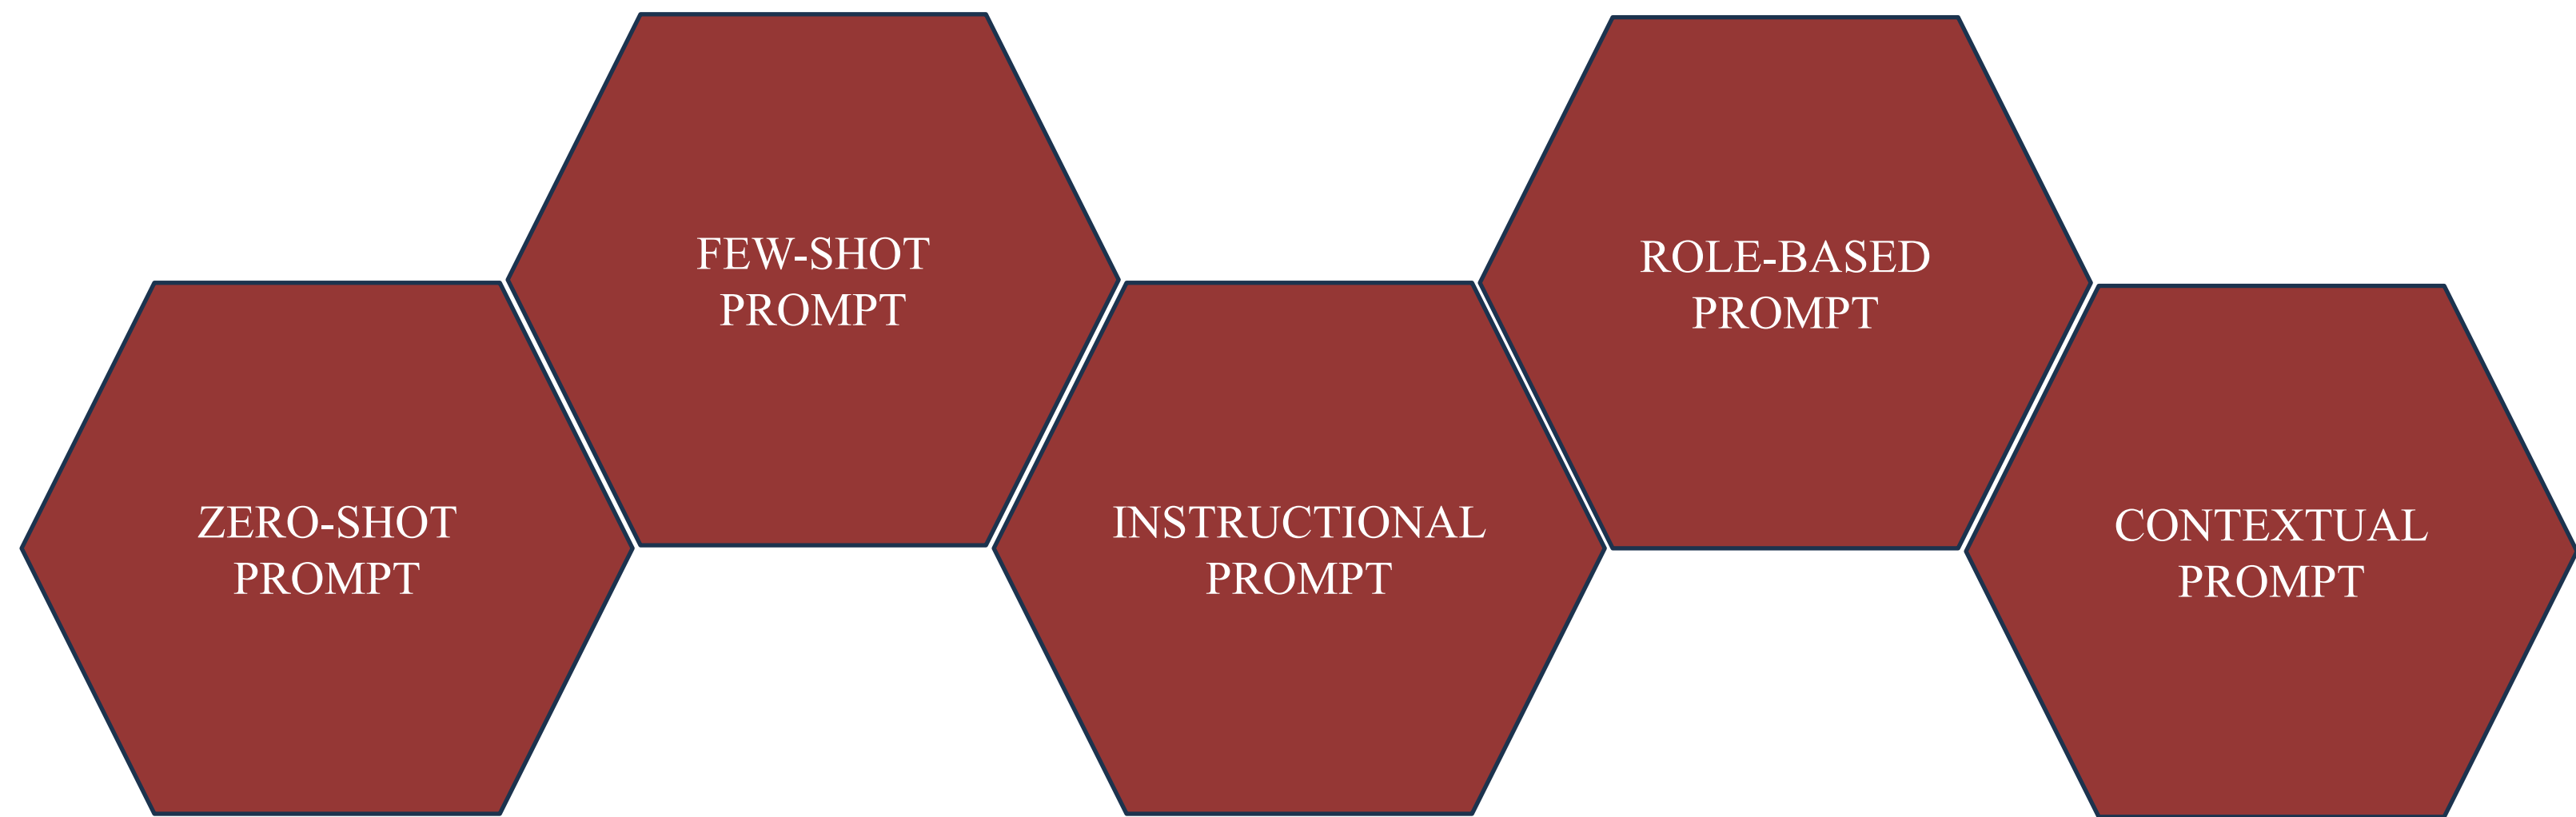 ZERO-SHOT
PROMPT
FEW-SHOT
PROMPT
INSTRUCTIONAL
PROMPT
ROLE-BASED
PROMPT
CONTEXTUAL
PROMPT